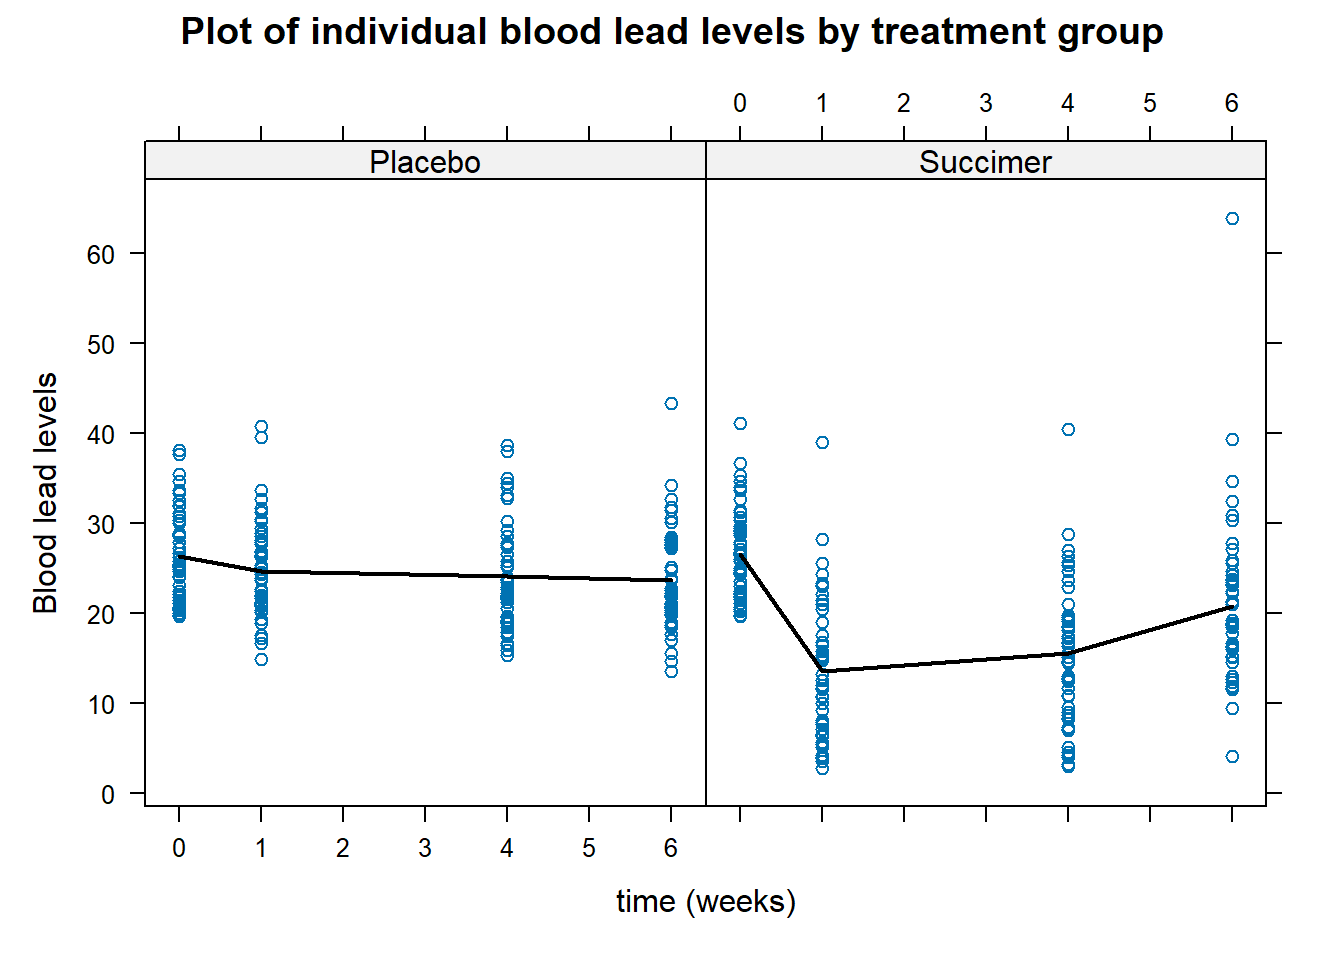 Plot of individual blood lead levels by treatment group
0 1 2 3 4 5 6
Placebo
Succimer
60
50
40
30
20
10
0
Blood lead levels
0 1 2 3 4 5 6
time (weeks)